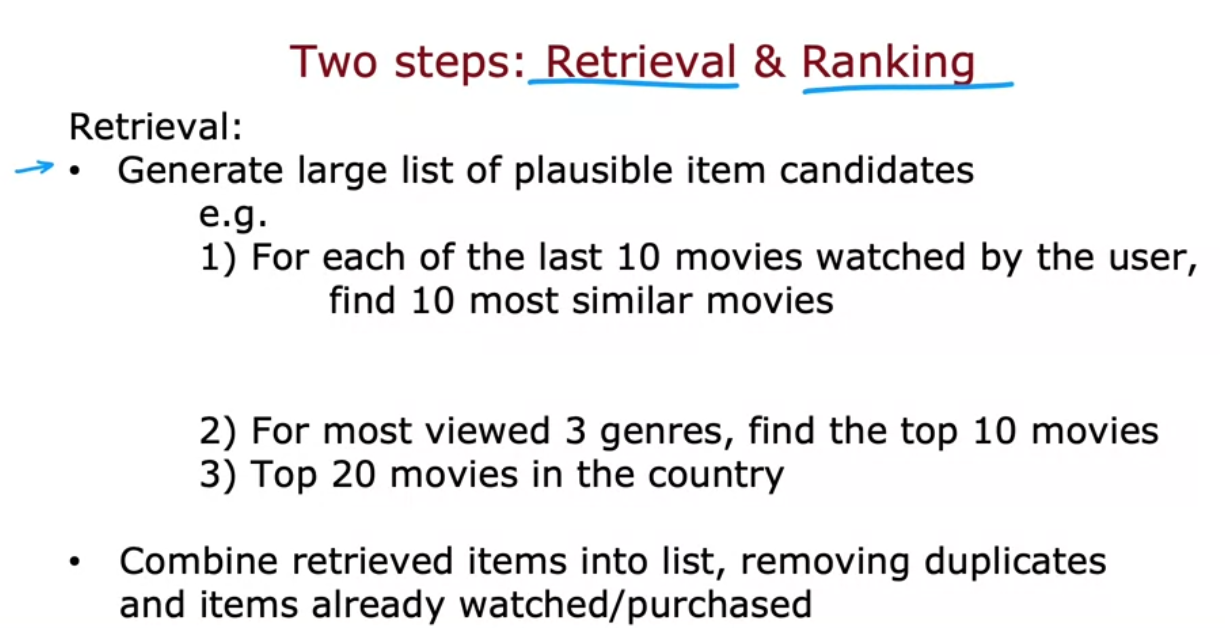 Two steps: Retrieval & Ranking
Retrieval:
• Generate large list of plausible item candidates
e.g.
1) For each of the last 10 movies watched by the user,
find 10 most similar movies
2) For most viewed 3 genres, find the top 10 movies
3) Top 20 movies in the country
• Combine retrieved items into list, removing duplicates
and items already watched/purchased